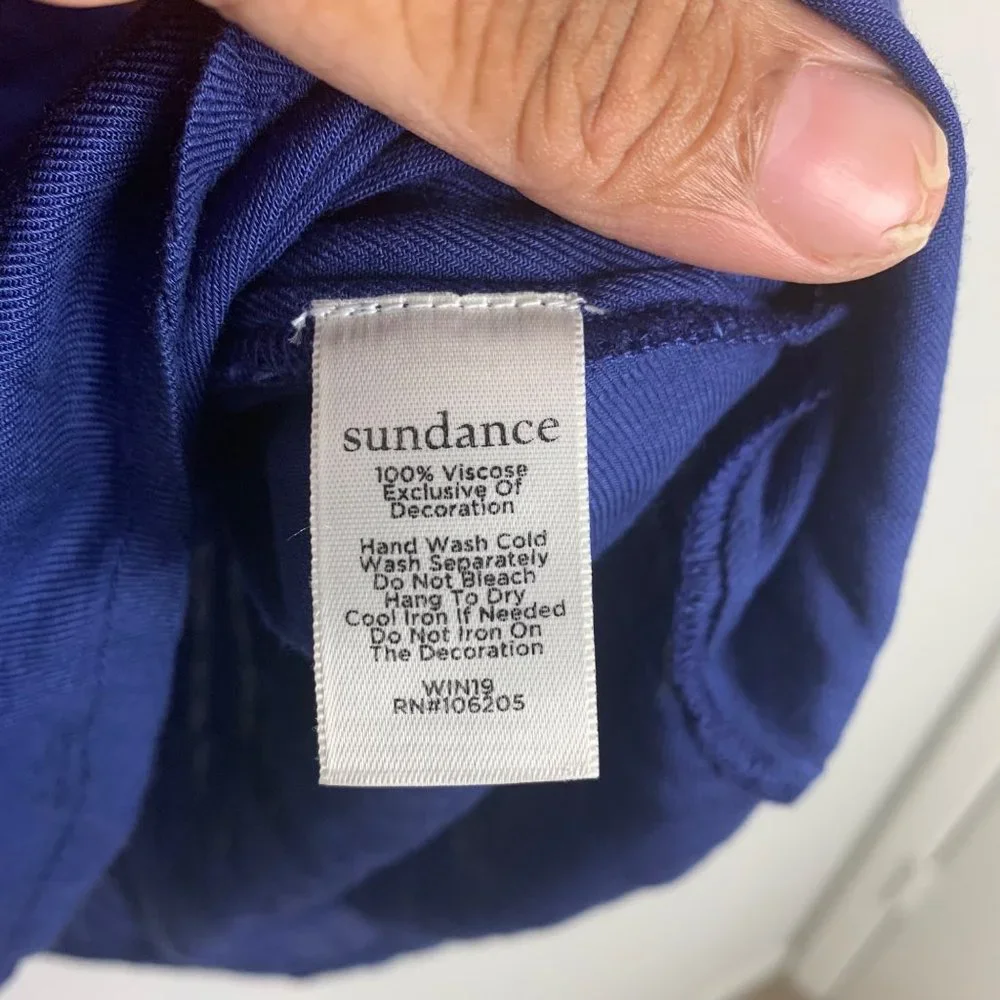 sundance
100% Viscose
Exclusive Of
Decoration
Hand Wash Cold
Wash Separately
Do Not Bleach
Hang To Dry
Cool Iron If Needed
Do Not Iron On
The Decoration
WIN19
RN#106205